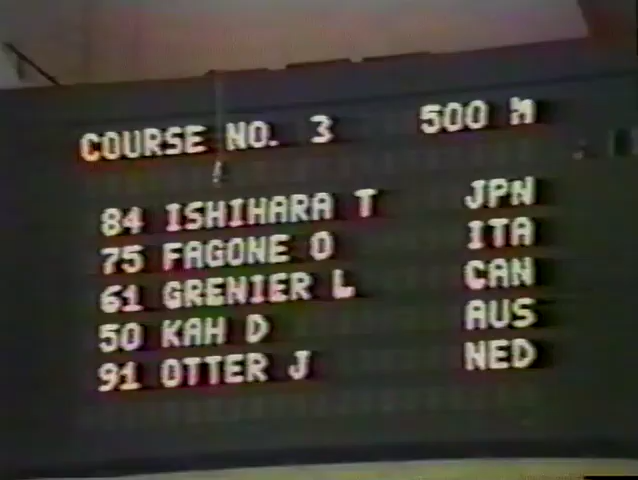 COURSE NO. 3 500 M
84 ISHIHARA T JPN
75 FAGONE O ITA
61 GRENIER L CAN
50 KAH D AUS
91 OTTER J NED